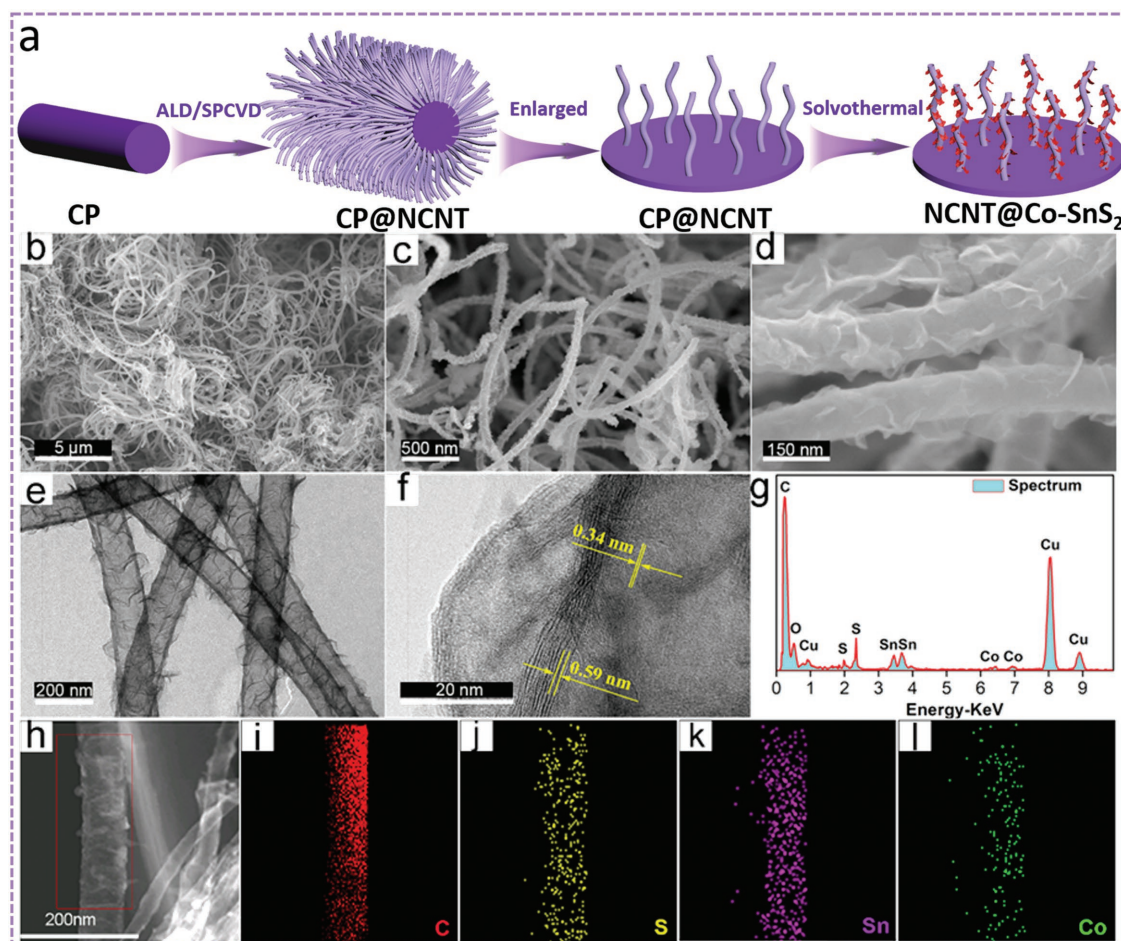 a
ALD/SPCVD
Enlarged
Solvothermal
CP
CP@NCNT
CP@NCNT
NCNT@Co-SnS₂
b
5 µm
c
500 nm
d
150 nm
e
200 nm
f
0.34 nm
0.59 nm
20 nm
g
Spectrum
C
O
Cu
S
S
Sn Sn
Co Co
Cu
Cu
0 1 2 3 4 5 6 7 8 9
Energy-KeV
h
200nm
i
C
j
S
k
Sn
l
Co